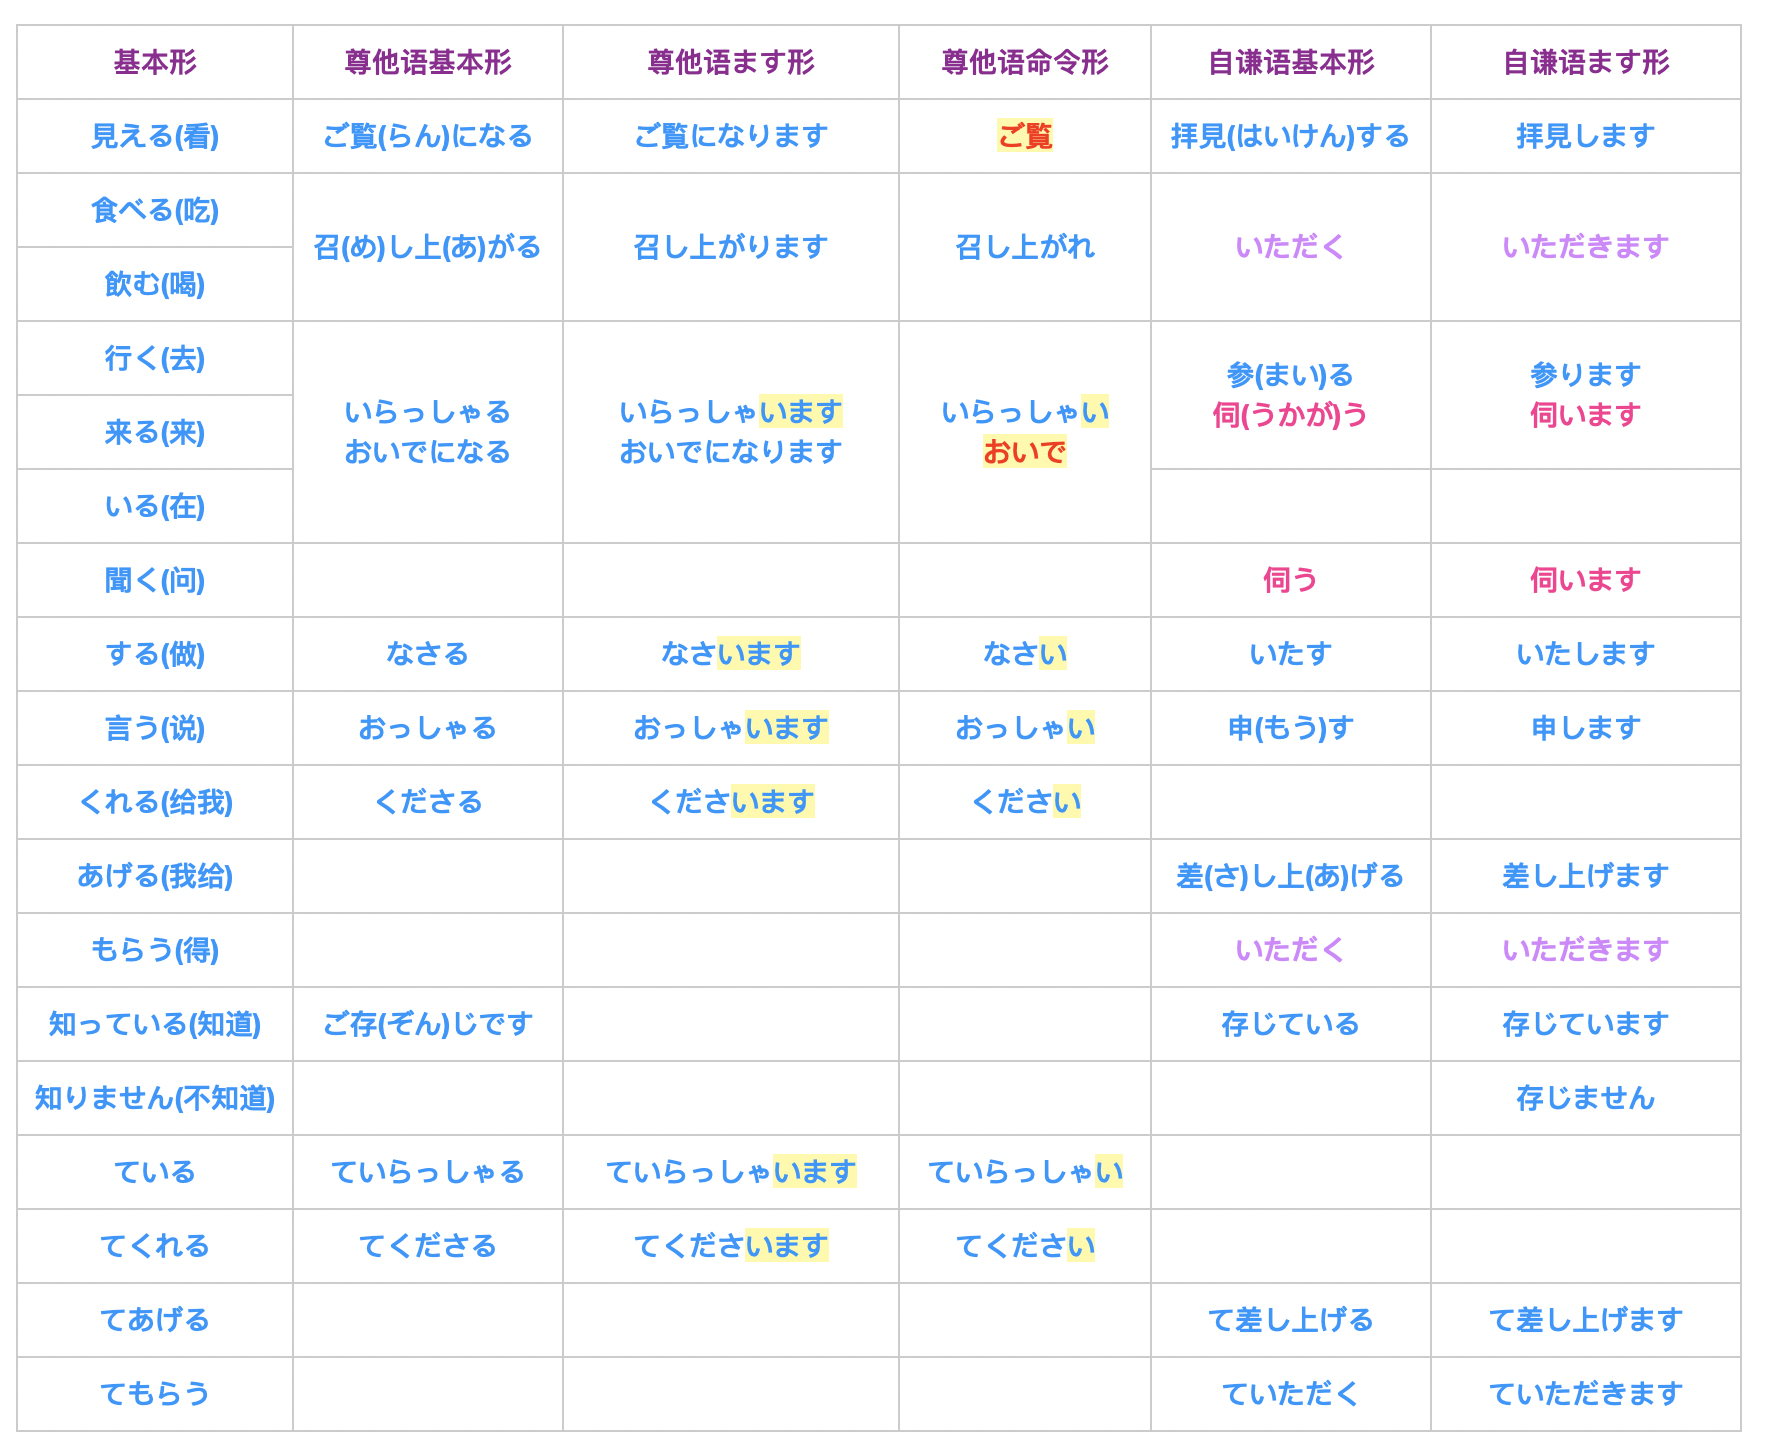 基本形 尊他语基本形 尊他语ます形 尊他语命令形 自谦语基本形 自谦语ます形
見える(看) ご覧(らん)になる ご覧になります ご覧 拝見(はいけん)する 拝見します
食べる(吃)
召(め)し上(あ)がる 召し上がります 召し上がれ いただく いただきます
飲む(喝)
行く(去)
参(まい)る 参ります
いらっしゃる いらっしゃいます いらっしゃい 伺(うかが)う 伺います
来る(来)
おいでになる おいでになります おいで
いる(在)
聞く(问) 伺う 伺います
する(做) なさる なさいます なさい いたす いたします
言う(说) おっしゃる おっしゃいます おっしゃい 申(もう)す 申します
くれる(给我) くださる くださいます ください
あげる(我给) 差(さ)し上(あ)げる 差し上げます
もらう(得) いただく いただきます
知っている(知道) ご存(ぞん)じです 存じている 存じています
知りません(不知道) 存じません
ている ていらっしゃる ていらっしゃいます ていらっしゃい
てくれる てくださる てくださいます てください
てあげる て差し上げる て差し上げます
てもらう ていただく ていただきます